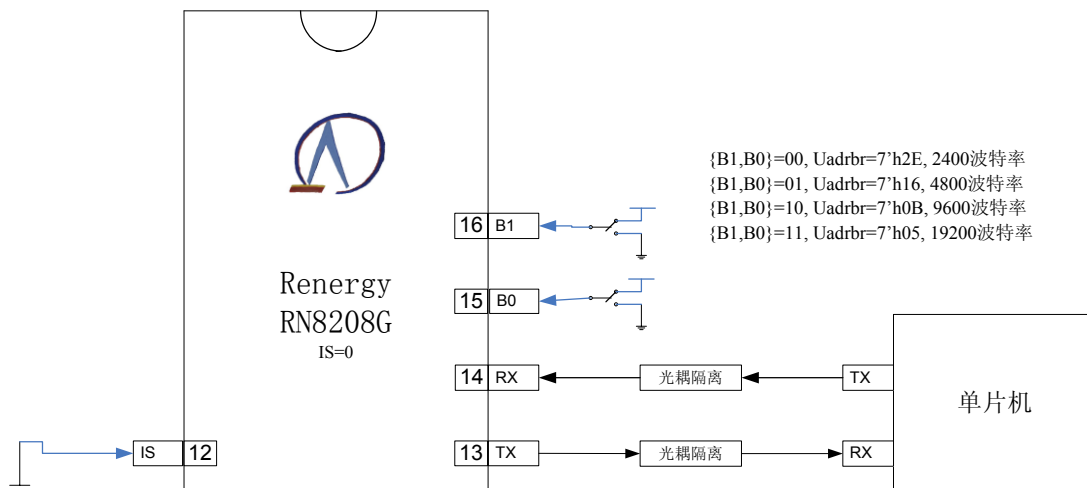 {B1,B0}=00, Uadrbr=7'h2E, 2400波特率
{B1,B0}=01, Uadrbr=7'h16, 4800波特率
{B1,B0}=10, Uadrbr=7'h0B, 9600波特率
{B1,B0}=11, Uadrbr=7'h05, 19200波特率
16 B1
Renergy
RN8208G
IS=0
15 B0
14 RX
光耦隔离
TX
单片机
IS 12
13 TX
光耦隔离
RX